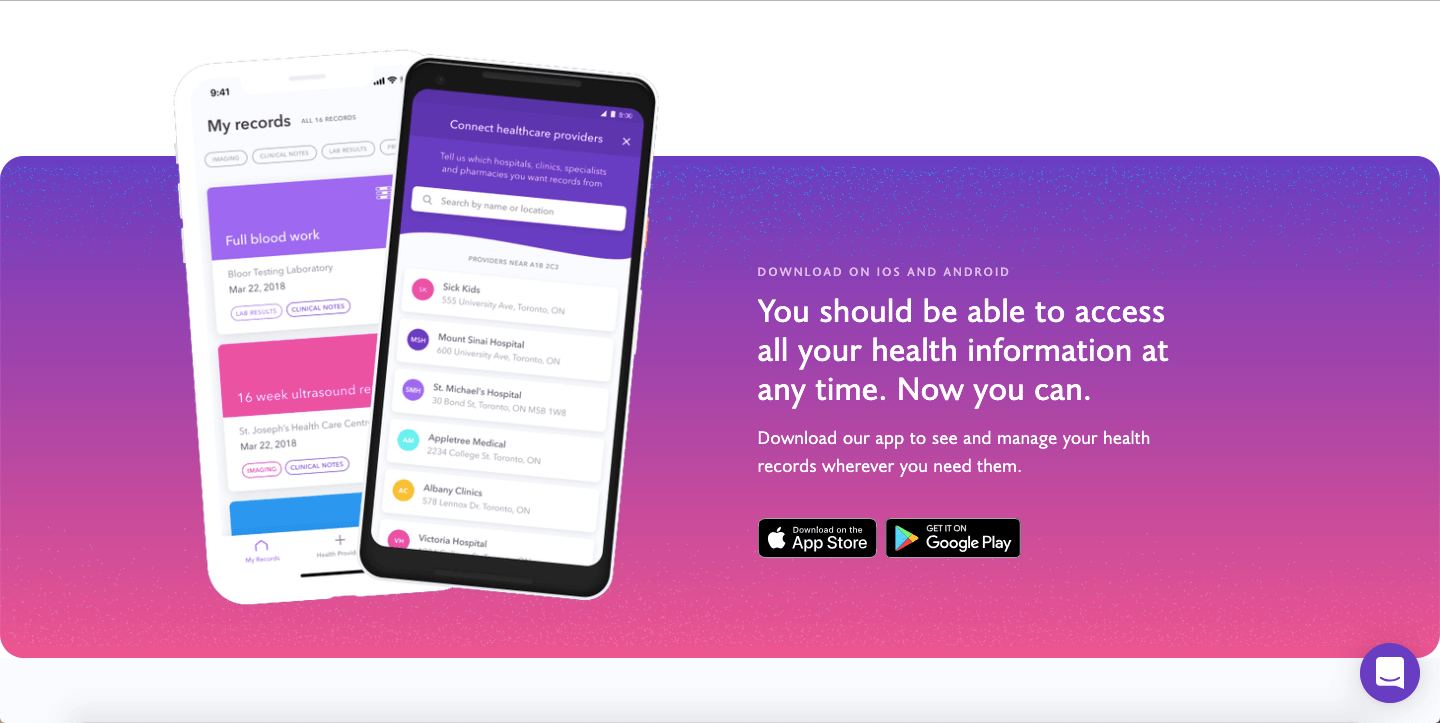 9:41
My records ALL 16 RECORDS
IMAGING CLINICAL NOTES LAB RESULTS
Full blood work
Bloor Testing Laboratory
Mar 22, 2018
LAB RESULTS CLINICAL NOTES
16 week ultrasound re
St. Joseph's Health Care Centr
Mar 22, 2018
IMAGING CLINICAL NOTES
My Records
Health Provid
8:00
Connect healthcare providers
Tell us which hospitals, clinics, specialists
and pharmacies you want records from
Search by name or location
PROVIDERS NEAR A1B 2C3
SK
Sick Kids
555 University Ave, Toronto, ON
MSH
Mount Sinai Hospital
600 University Ave, Toronto, ON
SMH
St. Michael's Hospital
30 Bond St, Toronto, ON M5B 1W8
AM
Appletree Medical
2234 College St. Toronto, ON
AC
Albany Clinics
578 Lennox Dr. Toronto, ON
VH
Victoria Hospital
DOWNLOAD ON IOS AND ANDROID
You should be able to access
all your health information at
any time. Now you can.
Download our app to see and manage your health
records wherever you need them.
Download on the
App Store
GET IT ON
Google Play